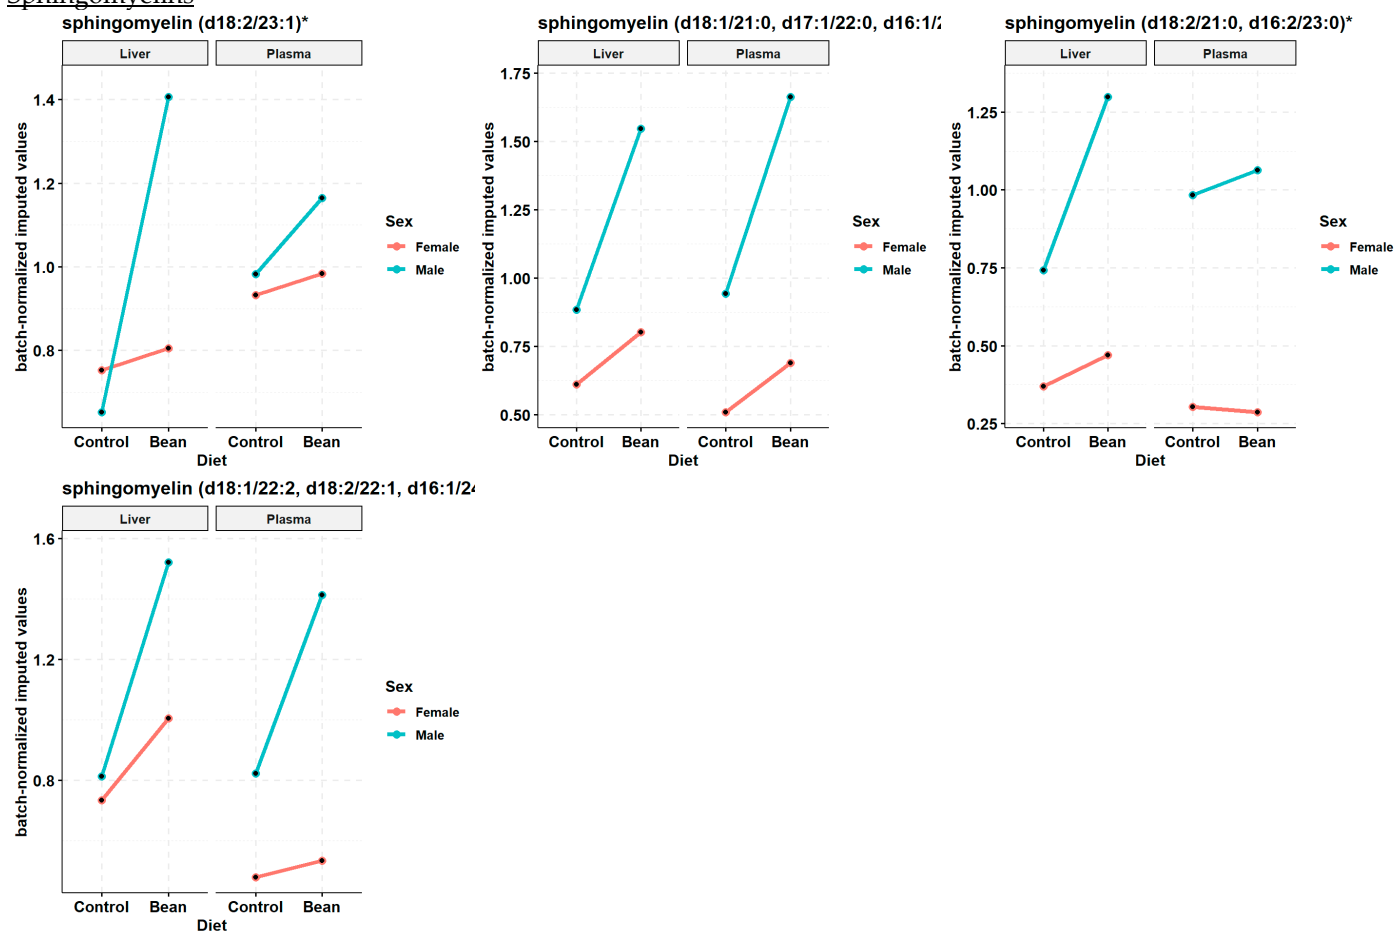 Sphingomyelins
sphingomyelin (d18:2/23:1)*
Liver
Plasma
1.4
1.2
1.0
0.8
batch-normalized imputed values
Control
Bean
Control
Bean
Diet
Sex
Female
Male
sphingomyelin (d18:1/21:0, d17:1/22:0, d16:1/2
Liver
Plasma
1.75
1.50
1.25
1.00
0.75
0.50
batch-normalized imputed values
Control
Bean
Control
Bean
Diet
Sex
Female
Male
sphingomyelin (d18:2/21:0, d16:2/23:0)*
Liver
Plasma
1.25
1.00
0.75
0.50
0.25
batch-normalized imputed values
Control
Bean
Control
Bean
Diet
Sex
Female
Male
sphingomyelin (d18:1/22:2, d18:2/22:1, d16:1/24
Liver
Plasma
1.6
1.2
0.8
batch-normalized imputed values
Control
Bean
Control
Bean
Diet
Sex
Female
Male